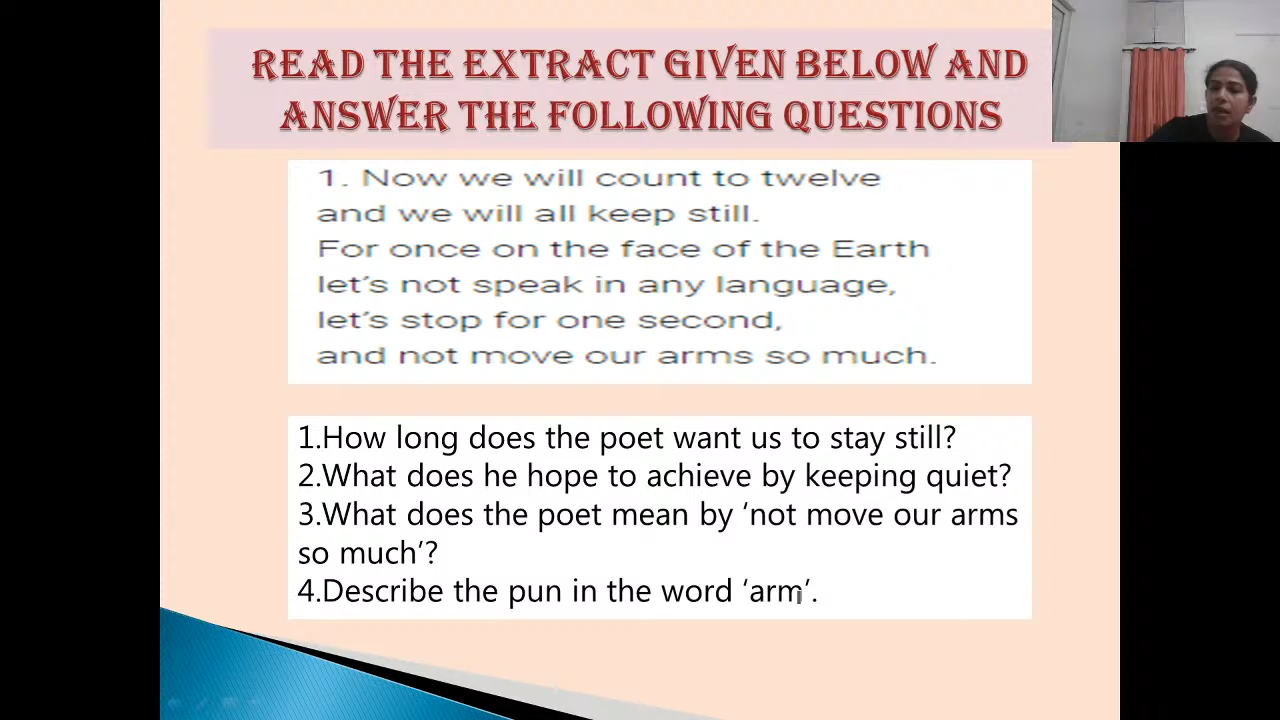 READ THE EXTRACT GIVEN BELOW AND
ANSWER THE FOLLOWING QUESTIONS
1. Now we will count to twelve
and we will all keep still.
For once on the face of the Earth
let's not speak in any language,
let's stop for one second,
and not move our arms so much.
1.How long does the poet want us to stay still?
2.What does he hope to achieve by keeping quiet?
3.What does the poet mean by ‘not move our arms
so much’?
4.Describe the pun in the word ‘arm’.